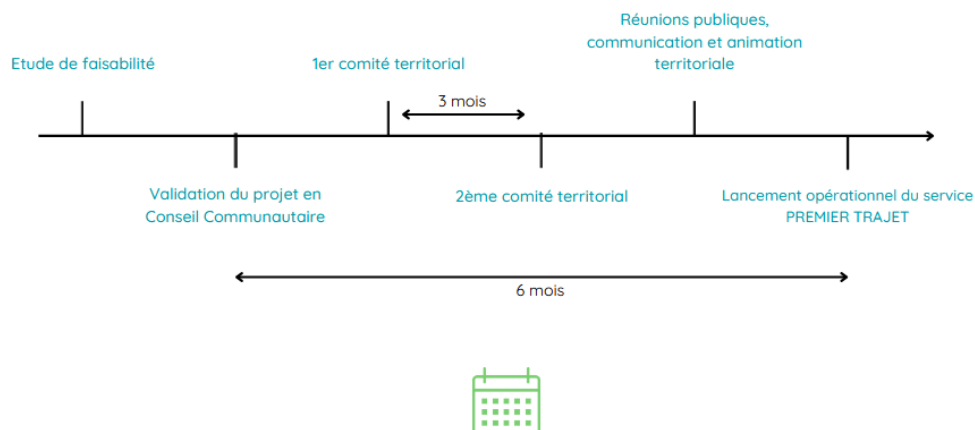 Etude de faisabilité
1er comité territorial
Réunions publiques,
communication et animation
territoriale
3 mois
Validation du projet en
Conseil Communautaire
2ème comité territorial
Lancement opérationnel du service
PREMIER TRAJET
6 mois